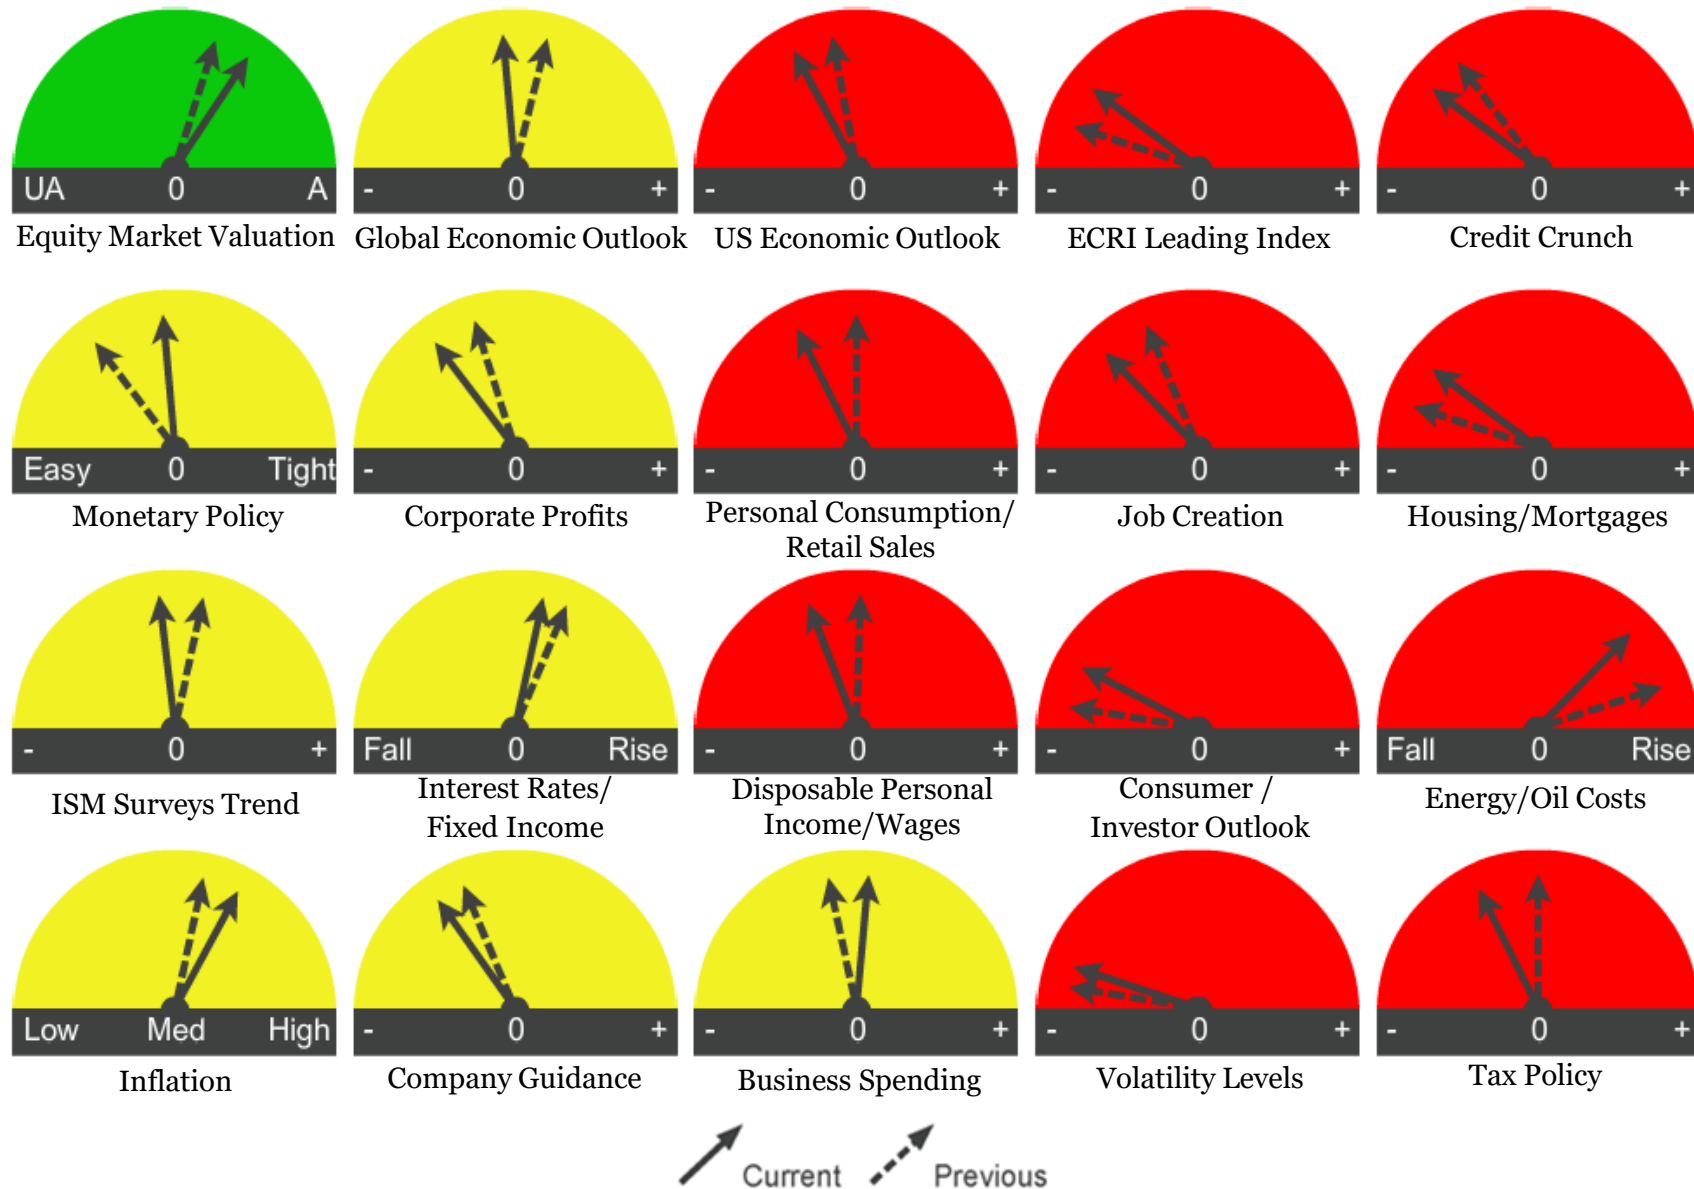 UA 0 A
- 0 +
- 0 +
- 0 +
- 0 +
Equity Market Valuation
Global Economic Outlook
US Economic Outlook
ECRI Leading Index
Credit Crunch
Easy 0 Tight
- 0 +
- 0 +
- 0 +
- 0 +
Monetary Policy
Corporate Profits
Personal Consumption/
Retail Sales
Job Creation
Housing/Mortgages
- 0 +
Fall 0 Rise
- 0 +
- 0 +
Fall 0 Rise
ISM Surveys Trend
Interest Rates/
Fixed Income
Disposable Personal
Income/Wages
Consumer /
Investor Outlook
Energy/Oil Costs
Low Med High
- 0 +
- 0 +
- 0 +
- 0 +
Inflation
Company Guidance
Business Spending
Volatility Levels
Tax Policy
Current
Previous